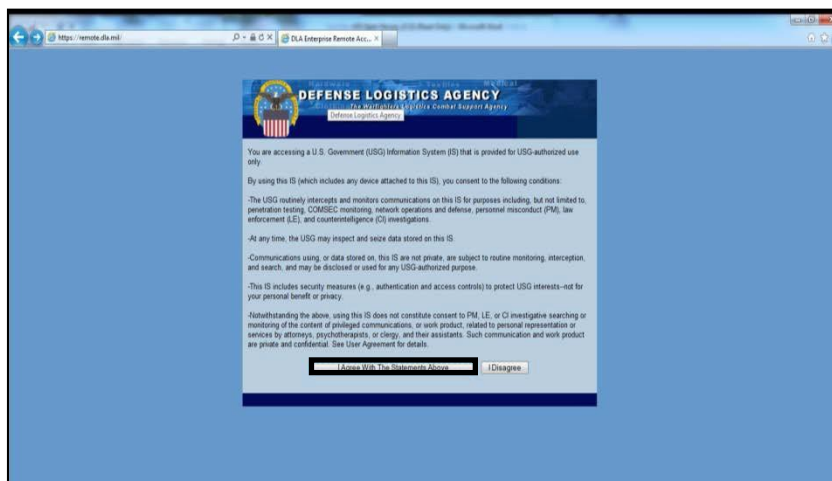 https://remote.dla.mil/
DLA Enterprise Remote Acc...
Hardware Textiles Medical
DEFENSE LOGISTICS AGENCY
The Warfighters Logistics Combat Support Agency
Defense Logistics Agency
You are accessing a U.S. Government (USG) Information System (IS) that is provided for USG-authorized use
only.
By using this IS (which includes any device attached to this IS), you consent to the following conditions:
-The USG routinely intercepts and monitors communications on this IS for purposes including, but not limited to,
penetration testing, COMSEC monitoring, network operations and defense, personnel misconduct (PM), law
enforcement (LE), and counterintelligence (CI) investigations.
-At any time, the USG may inspect and seize data stored on this IS.
-Communications using, or data stored on, this IS are not private, are subject to routine monitoring, interception,
and search, and may be disclosed or used for any USG-authorized purpose.
-This IS includes security measures (e.g., authentication and access controls) to protect USG interests--not for
your personal benefit or privacy.
-Notwithstanding the above, using this IS does not constitute consent to PM, LE, or CI investigative searching or
monitoring of the content of privileged communications, or work product, related to personal representation or
services by attorneys, psychotherapists, or clergy, and their assistants. Such communication and work product
are private and confidential. See User Agreement for details.
I Agree With The Statements Above I Disagree